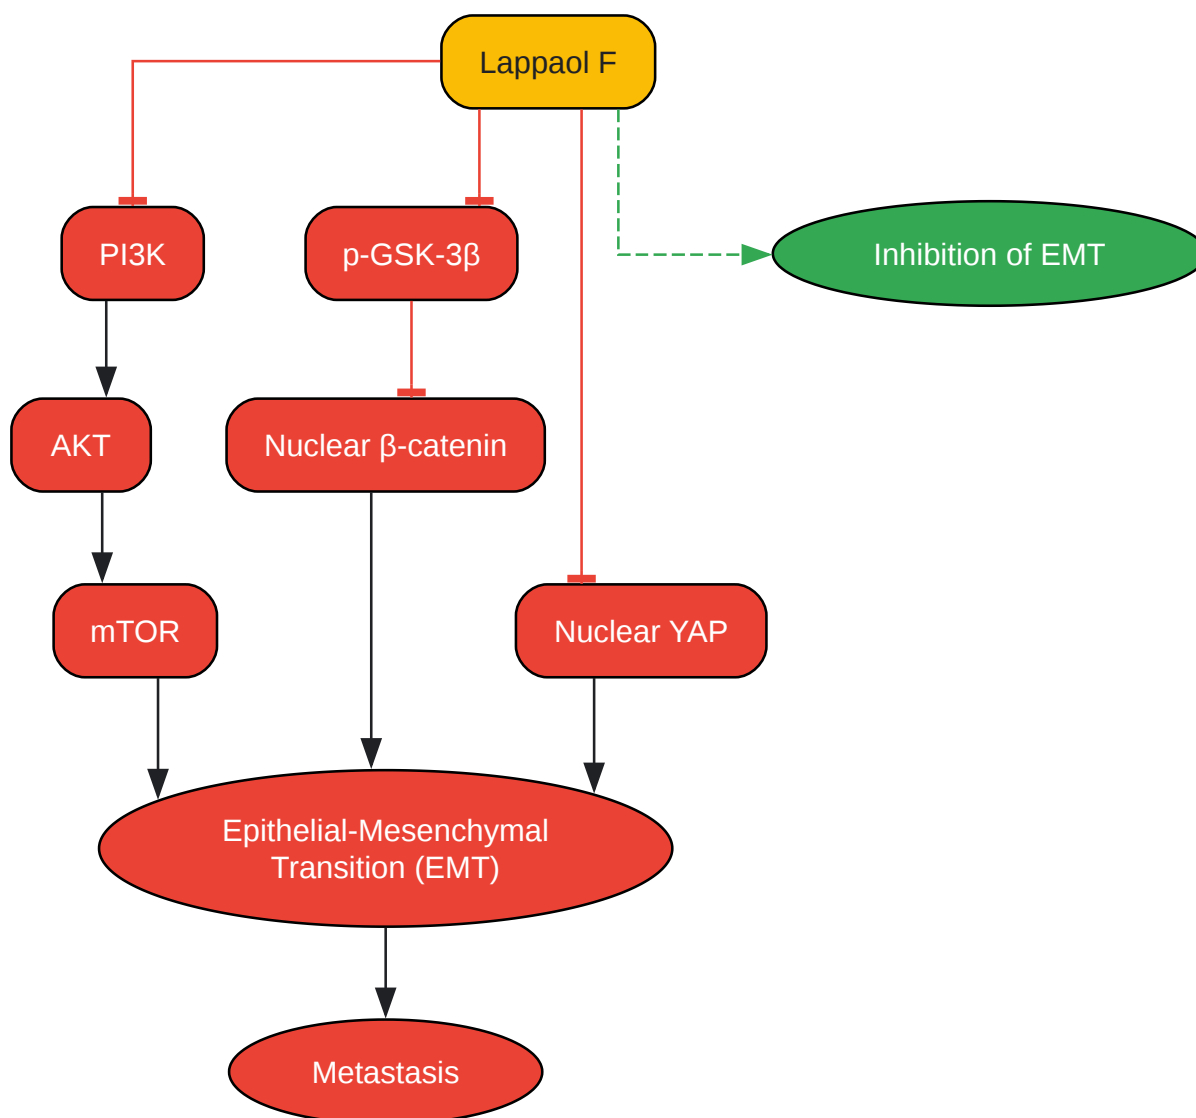 Lappaol F
PI3K
p-GSK-3β
Inhibition of EMT
AKT
Nuclear β-catenin
mTOR
Nuclear YAP
Epithelial-Mesenchymal
Transition (EMT)
Metastasis